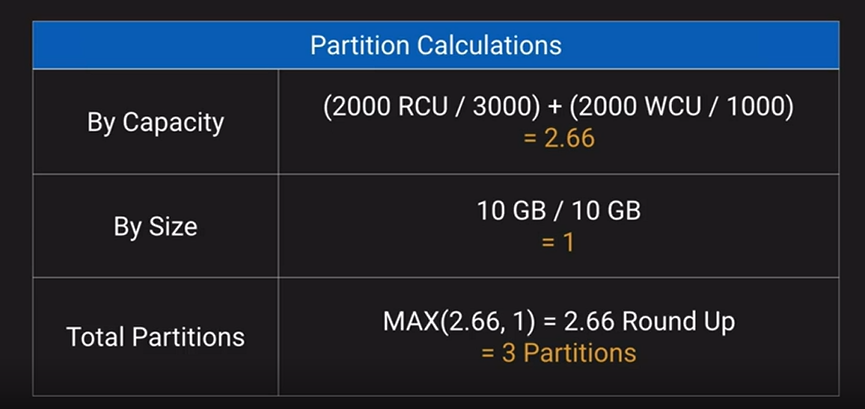 Partition Calculations
By Capacity
(2000 RCU / 3000) + (2000 WCU / 1000)
= 2.66
By Size
10 GB / 10 GB
= 1
Total Partitions
MAX(2.66, 1) = 2.66 Round Up
= 3 Partitions